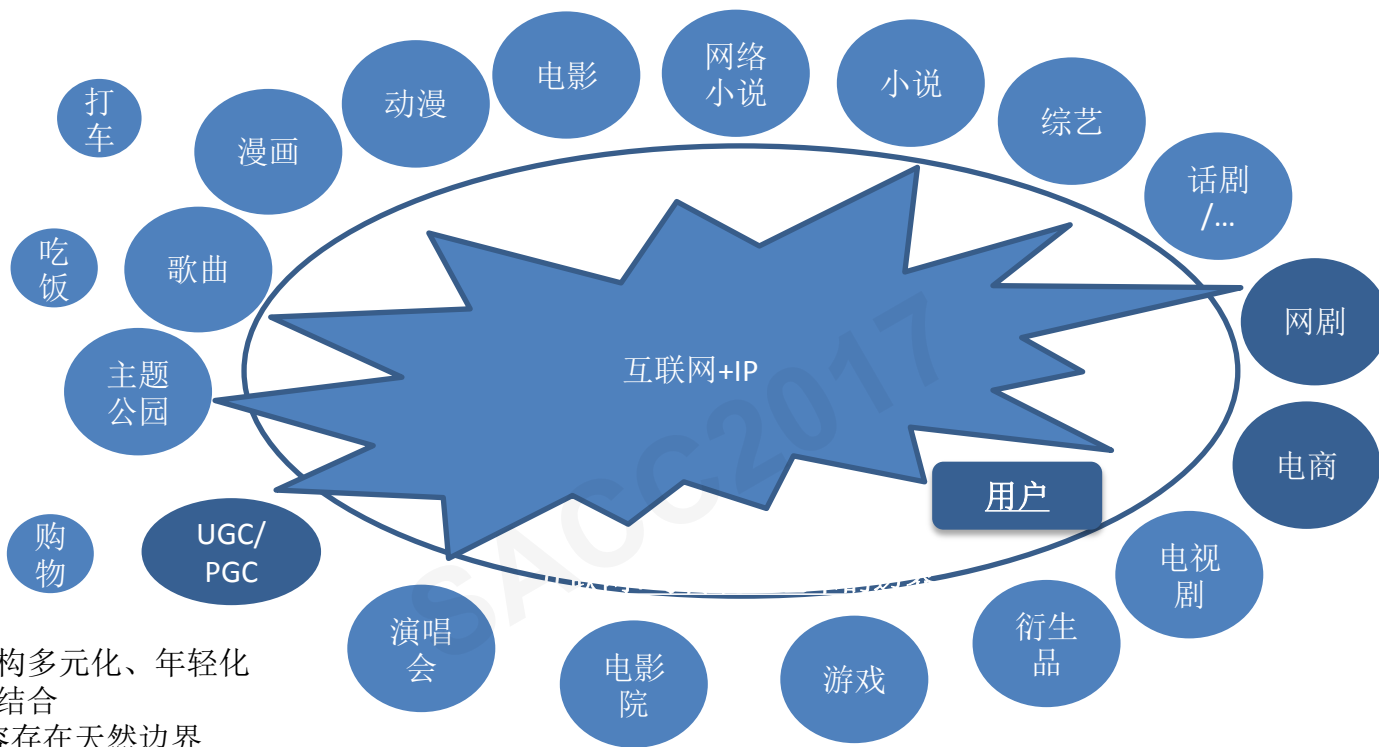 电影
网络
小说
小说
动漫
综艺
打
车
漫画
话剧
/...
吃
饭
歌曲
网剧
互联网+IP
主题
公园
电商
用户
购
物
UGC/
PGC
电视
剧
演唱
会
衍生
品
电影
院
游戏
构多元化、年轻化
结合
存在天然边界
SACC2017